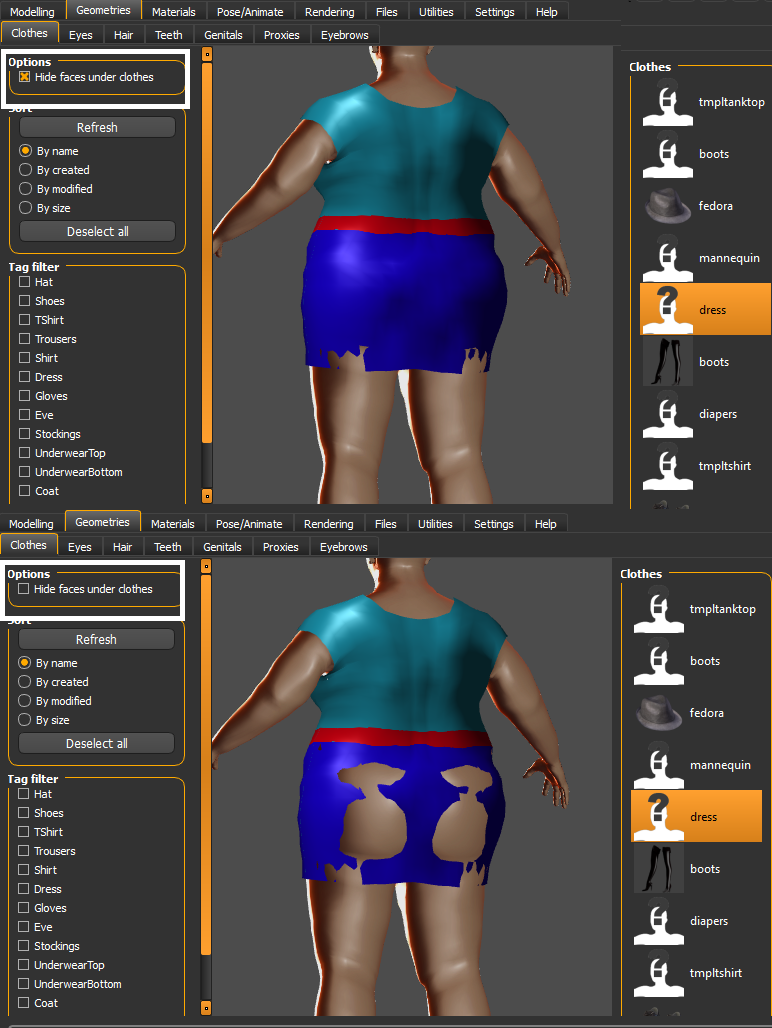 Modelling Geometries Materials Pose/Animate Rendering Files Utilities Settings Help
Clothes Eyes Hair Teeth Genitals Proxies Eyebrows
Options
Hide faces under clothes
Sort
Refresh
By name
By created
By modified
By size
Deselect all
Tag filter
Hat
Shoes
TShirt
Trousers
Shirt
Dress
Gloves
Eve
Stockings
UnderwearTop
UnderwearBottom
Coat
Clothes
tmpltanktop
boots
fedora
mannequin
dress
boots
diapers
tmpltshirt
Modelling Geometries Materials Pose/Animate Rendering Files Utilities Settings Help
Clothes Eyes Hair Teeth Genitals Proxies Eyebrows
Options
Hide faces under clothes
Sort
Refresh
By name
By created
By modified
By size
Deselect all
Tag filter
Hat
Shoes
TShirt
Trousers
Shirt
Dress
Gloves
Eve
Stockings
UnderwearTop
UnderwearBottom
Coat
Clothes
tmpltanktop
boots
fedora
mannequin
dress
boots
diapers
tmpltshirt